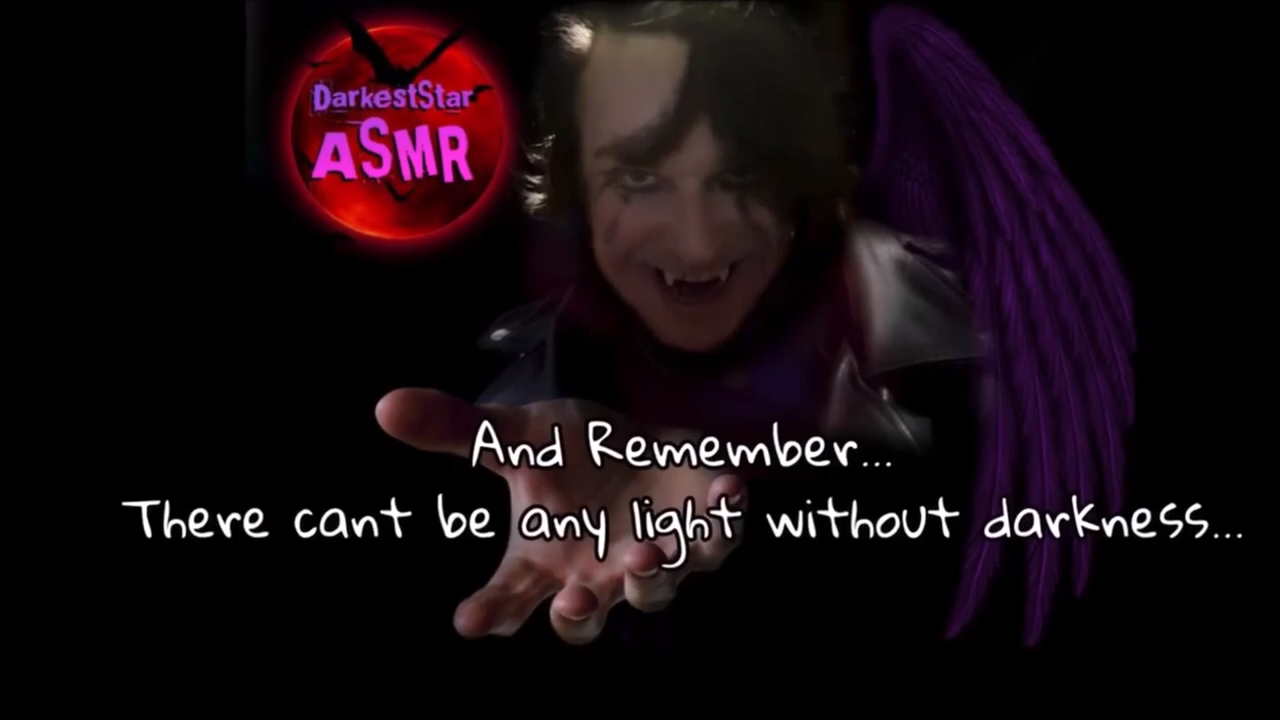 DarkestStar
ASMR
And Remember...
There cant be any light without darkness...